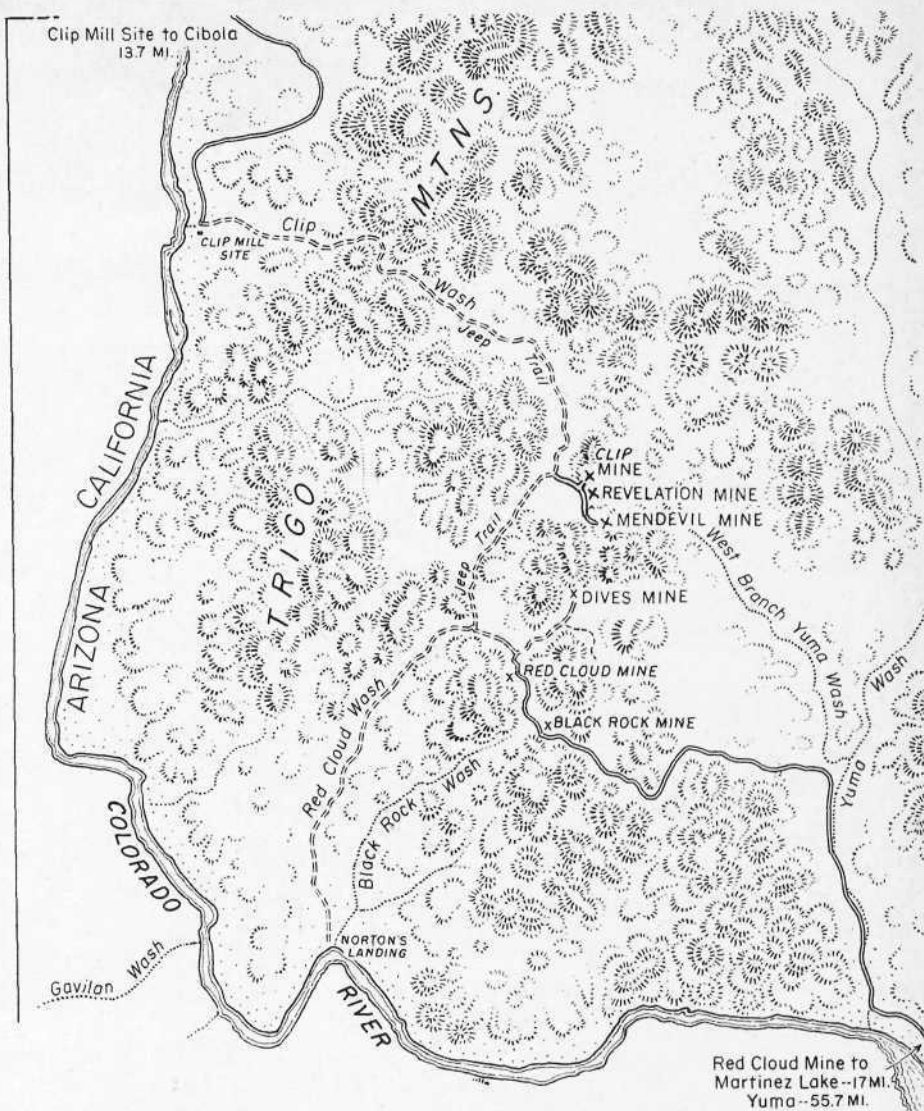 Clip Mill Site to Cibola
13.7 MI.
MTNS.
Clip
CLIP MILL
SITE
Wash
Jeep
Trail
CALIFORNIA
CLIP
MINE
REVELATION MINE
MENDEVIL MINE
TRIGO
Jeep Trail
West Branch Yuma Wash
DIVES MINE
ARIZONA
RED CLOUD MINE
Wash
BLACK ROCK MINE
Red Cloud Wash
Black Rock Wash
Yuma
COLORADO
NORTON'S
LANDING
Gavilan Wash
RIVER
Red Cloud Mine to
Martinez Lake--17MI.
Yuma--55.7 MI.